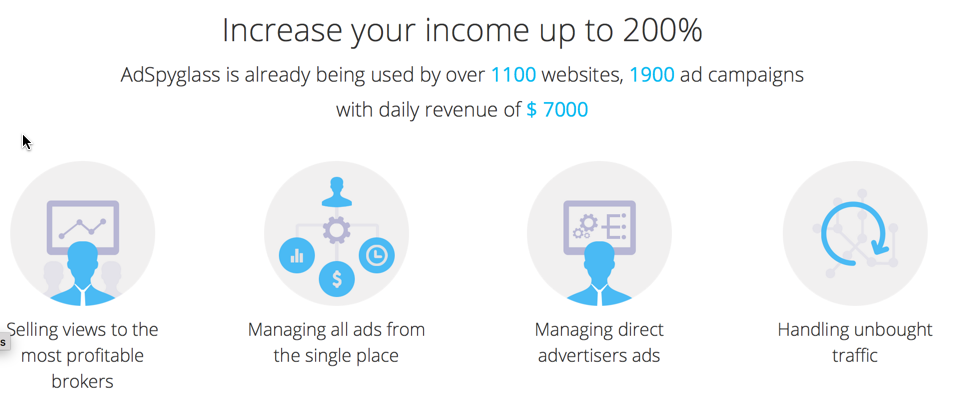 Increase your income up to 200%
AdSpyglass is already being used by over 1100 websites, 1900 ad campaigns
with daily revenue of $ 7000
$
Selling views to the
most profitable
brokers
Managing all ads from
the single place
Managing direct
advertisers ads
Handling unbought
traffic
s